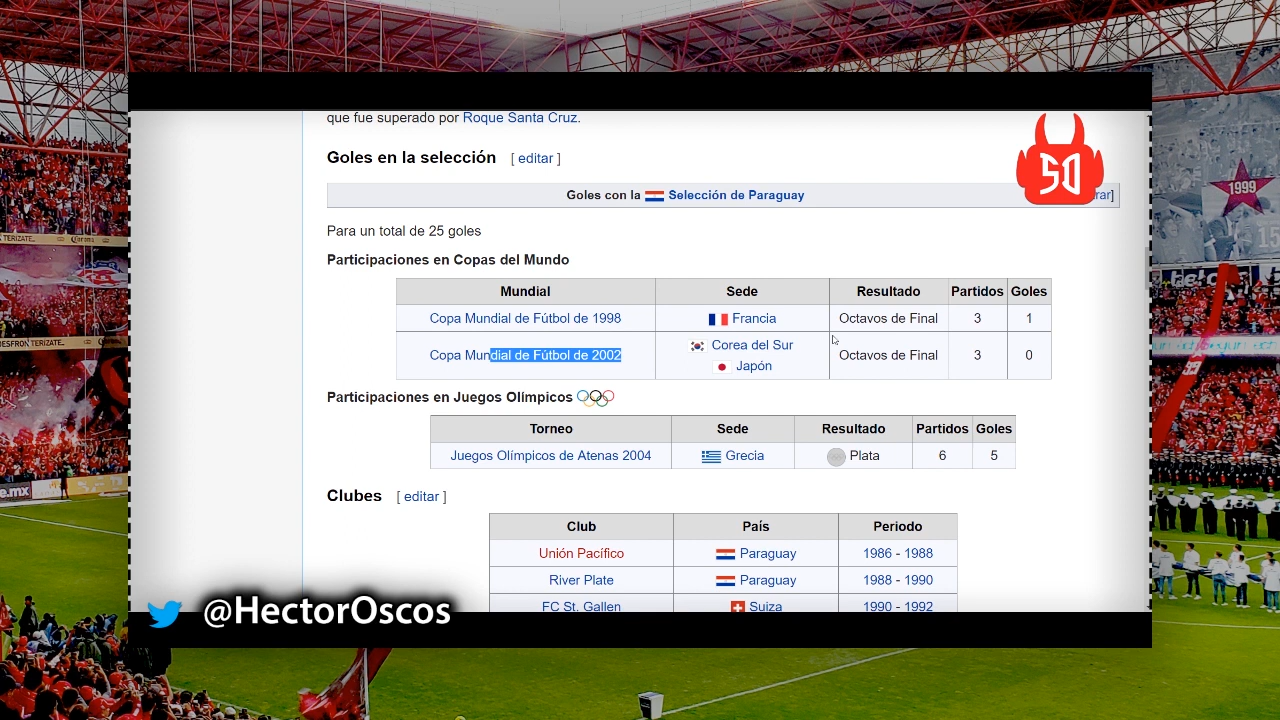 que fue superado por Roque Santa Cruz.
Goles en la selección [ editar ]
Goles con la Selección de Paraguay
rar]
Para un total de 25 goles
Participaciones en Copas del Mundo
Mundial Sede Resultado Partidos Goles
Copa Mundial de Fútbol de 1998 Francia Octavos de Final 3 1
Copa Mundial de Fútbol de 2002 Corea del Sur Japón Octavos de Final 3 0
Participaciones en Juegos Olímpicos
Torneo Sede Resultado Partidos Goles
Juegos Olímpicos de Atenas 2004 Grecia Plata 6 5
Clubes [ editar ]
Club País Periodo
Unión Pacífico Paraguay 1986 - 1988
River Plate Paraguay 1988 - 1990
FC St. Gallen Suiza 1990 - 1992
@HectorOscos
SD
1999